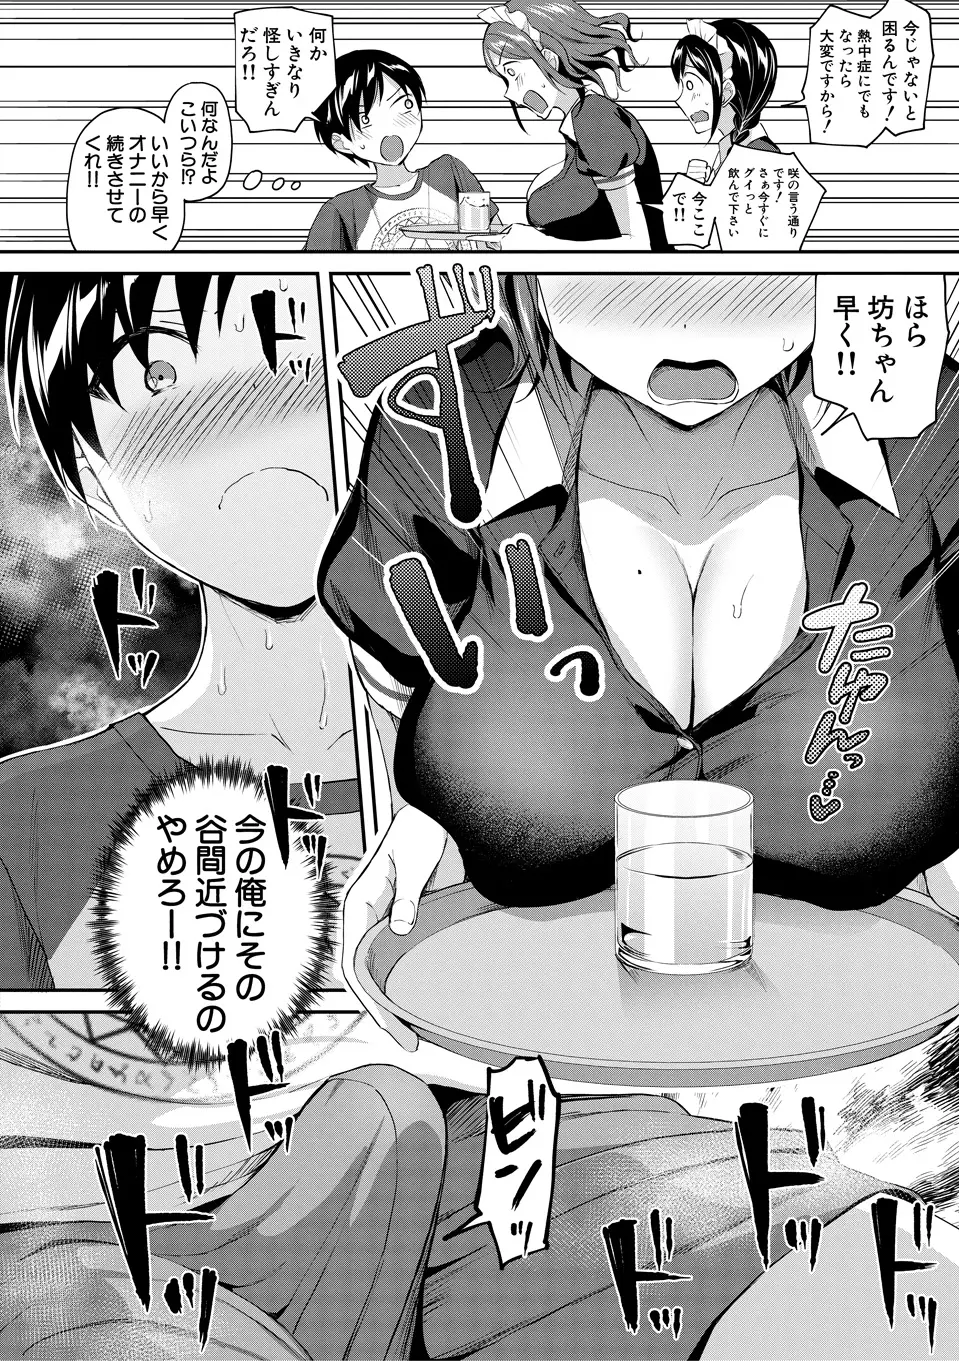 今じゃないと
困るんです！
熱中症にでも
なったら
大変ですから！
咲の言う通り
です！
さぁ今すぐに
グイっと
飲んで下さい
今ここ
で!!
何か
いきなり
怪しすぎん
だろ!!
何なんだよ
こいつら!?
いいから早く
オナニーの
続きさせて
くれ!!
ほら
坊ちゃん
早く!!
ずいっ
たゆんっ…♡
ドッ
ドッ
今の俺にその
谷間近づけるの
やめろー!!
ビンッ
ドッ
ドッ
ドッ
ドッ